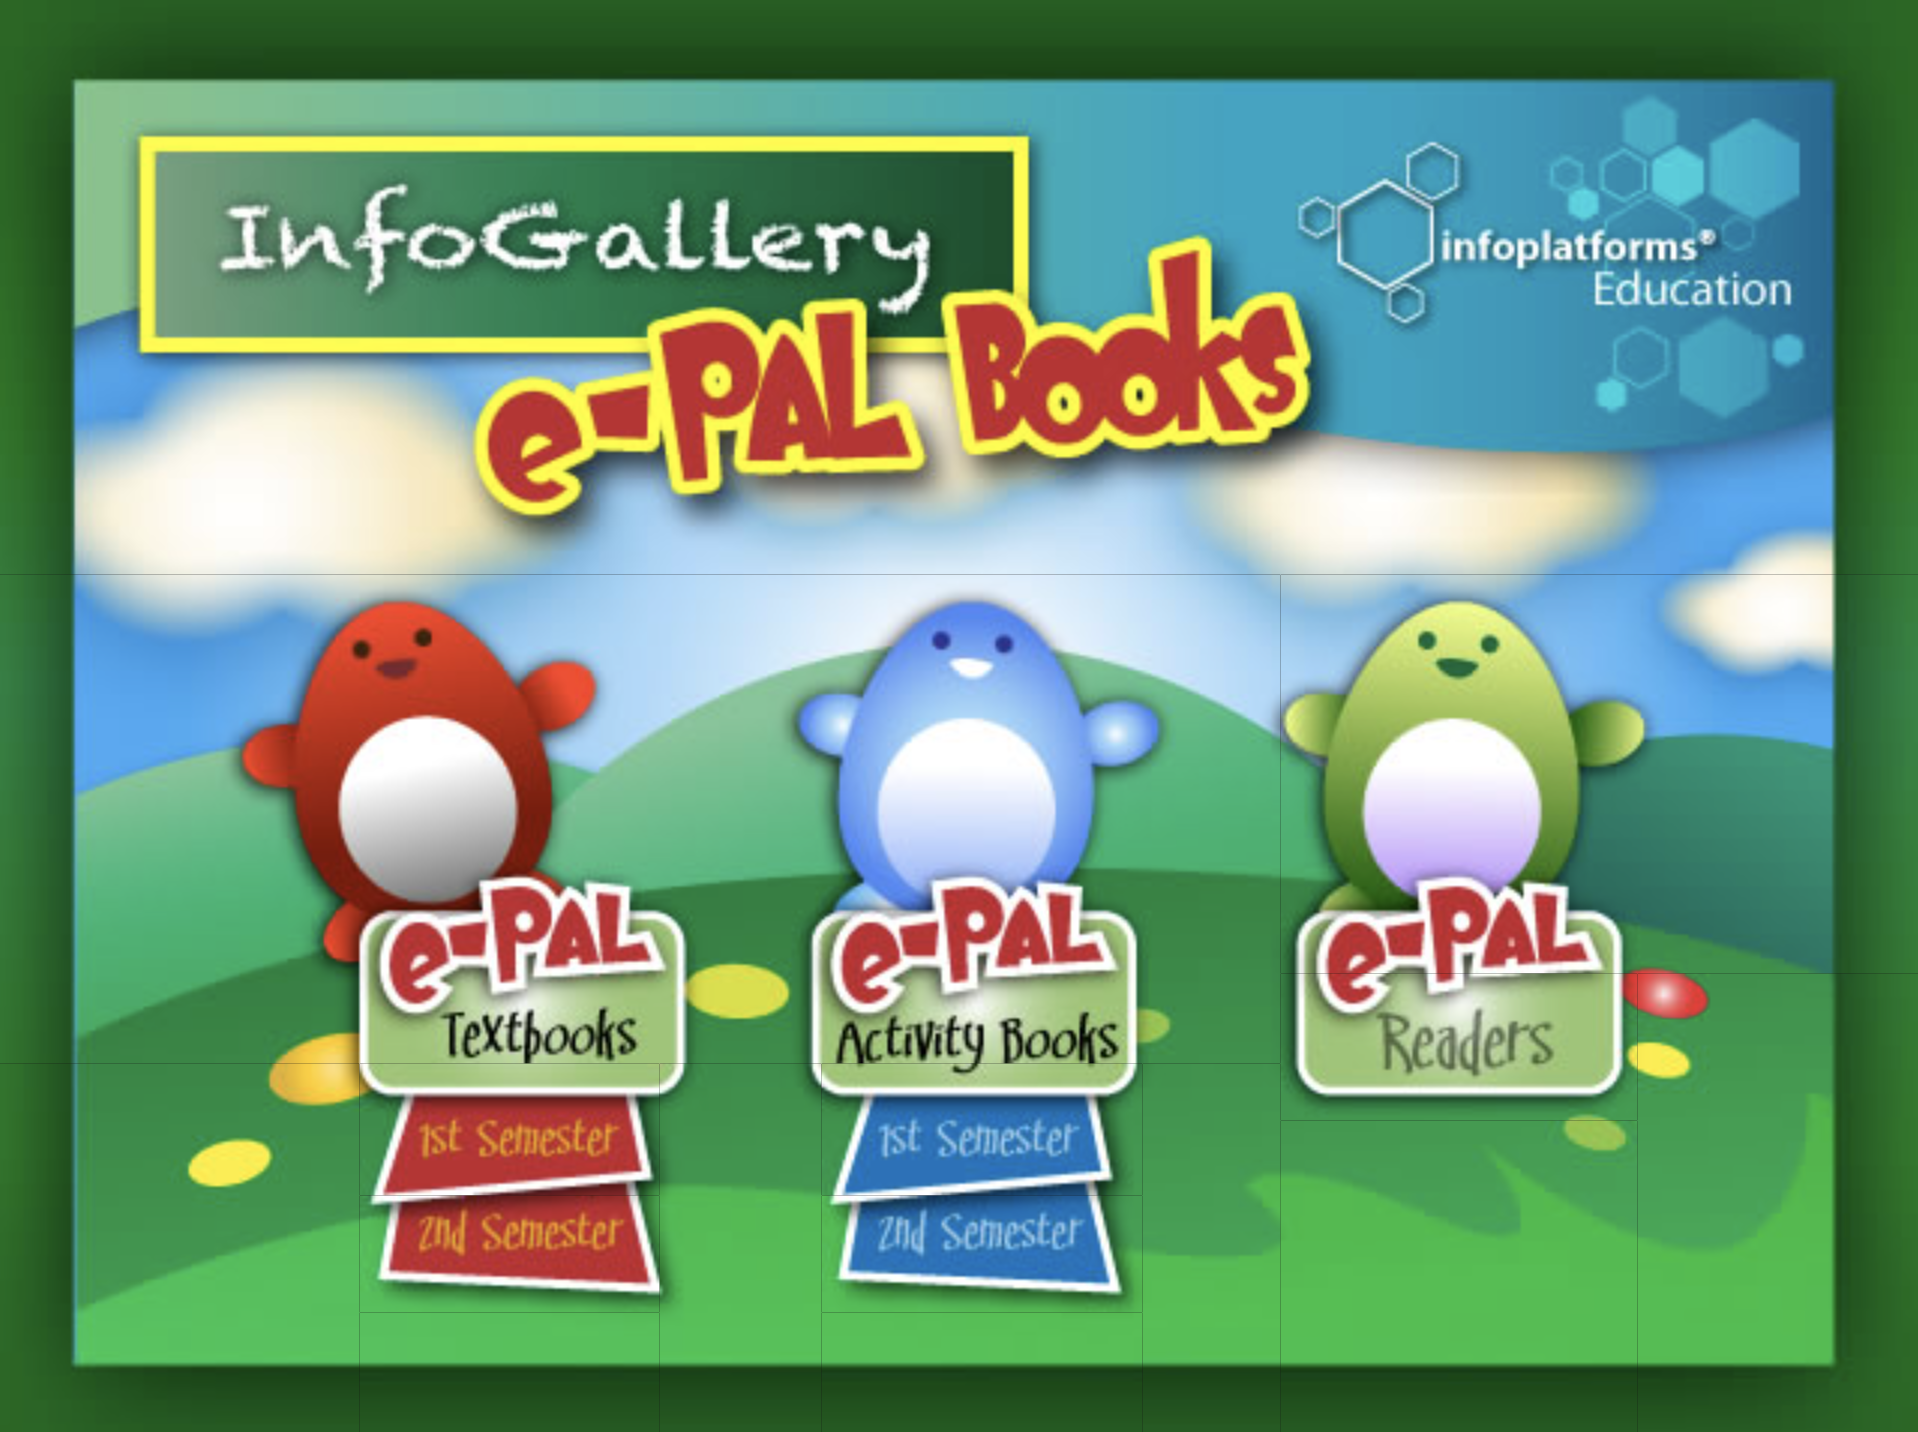 InfoGallery
e-PAL Books
infoplatforms®
Education
e-PAL
Textbooks
1st Semester
2nd Semester
e-PAL
Activity Books
1st Semester
2nd Semester
e-PAL
Readers